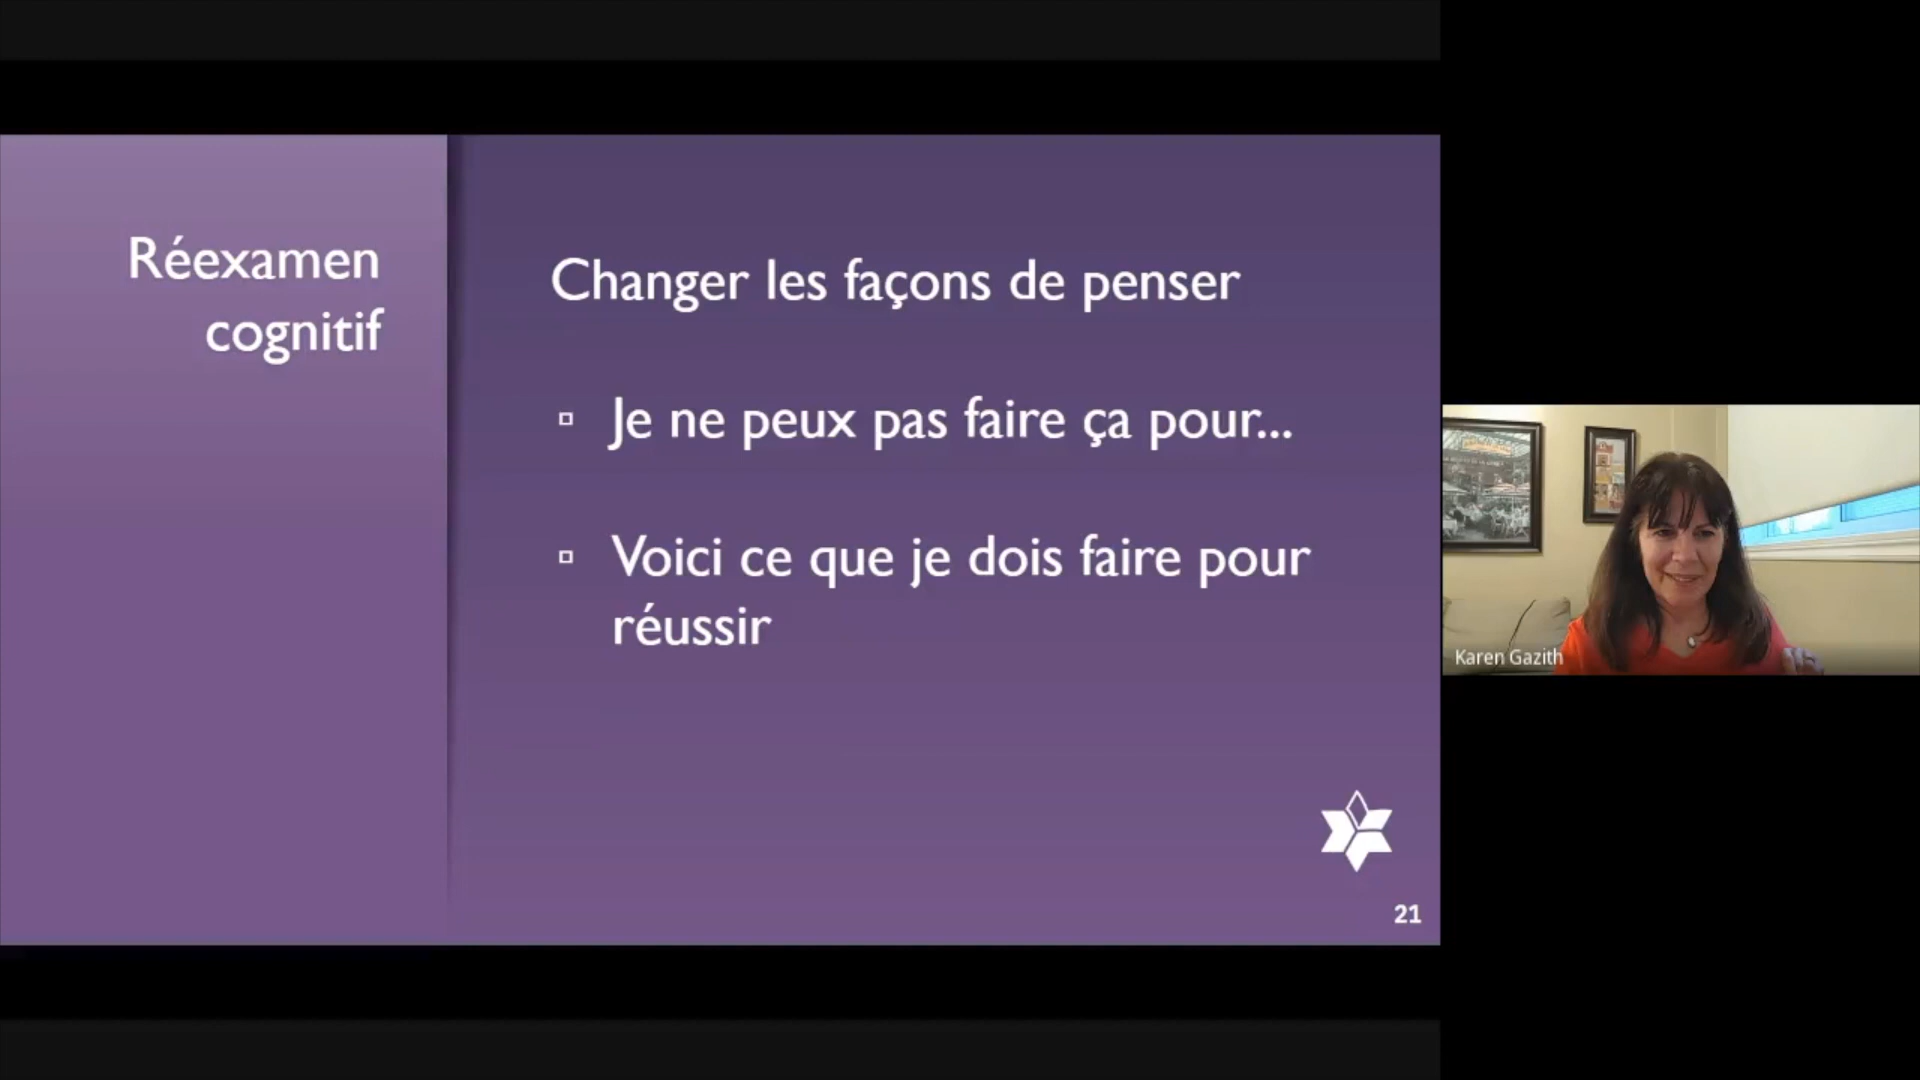 Réexamen
cognitif
Changer les façons de penser
▫ Je ne peux pas faire ça pour...
▫ Voici ce que je dois faire pour
réussir
21
Karen Gazith